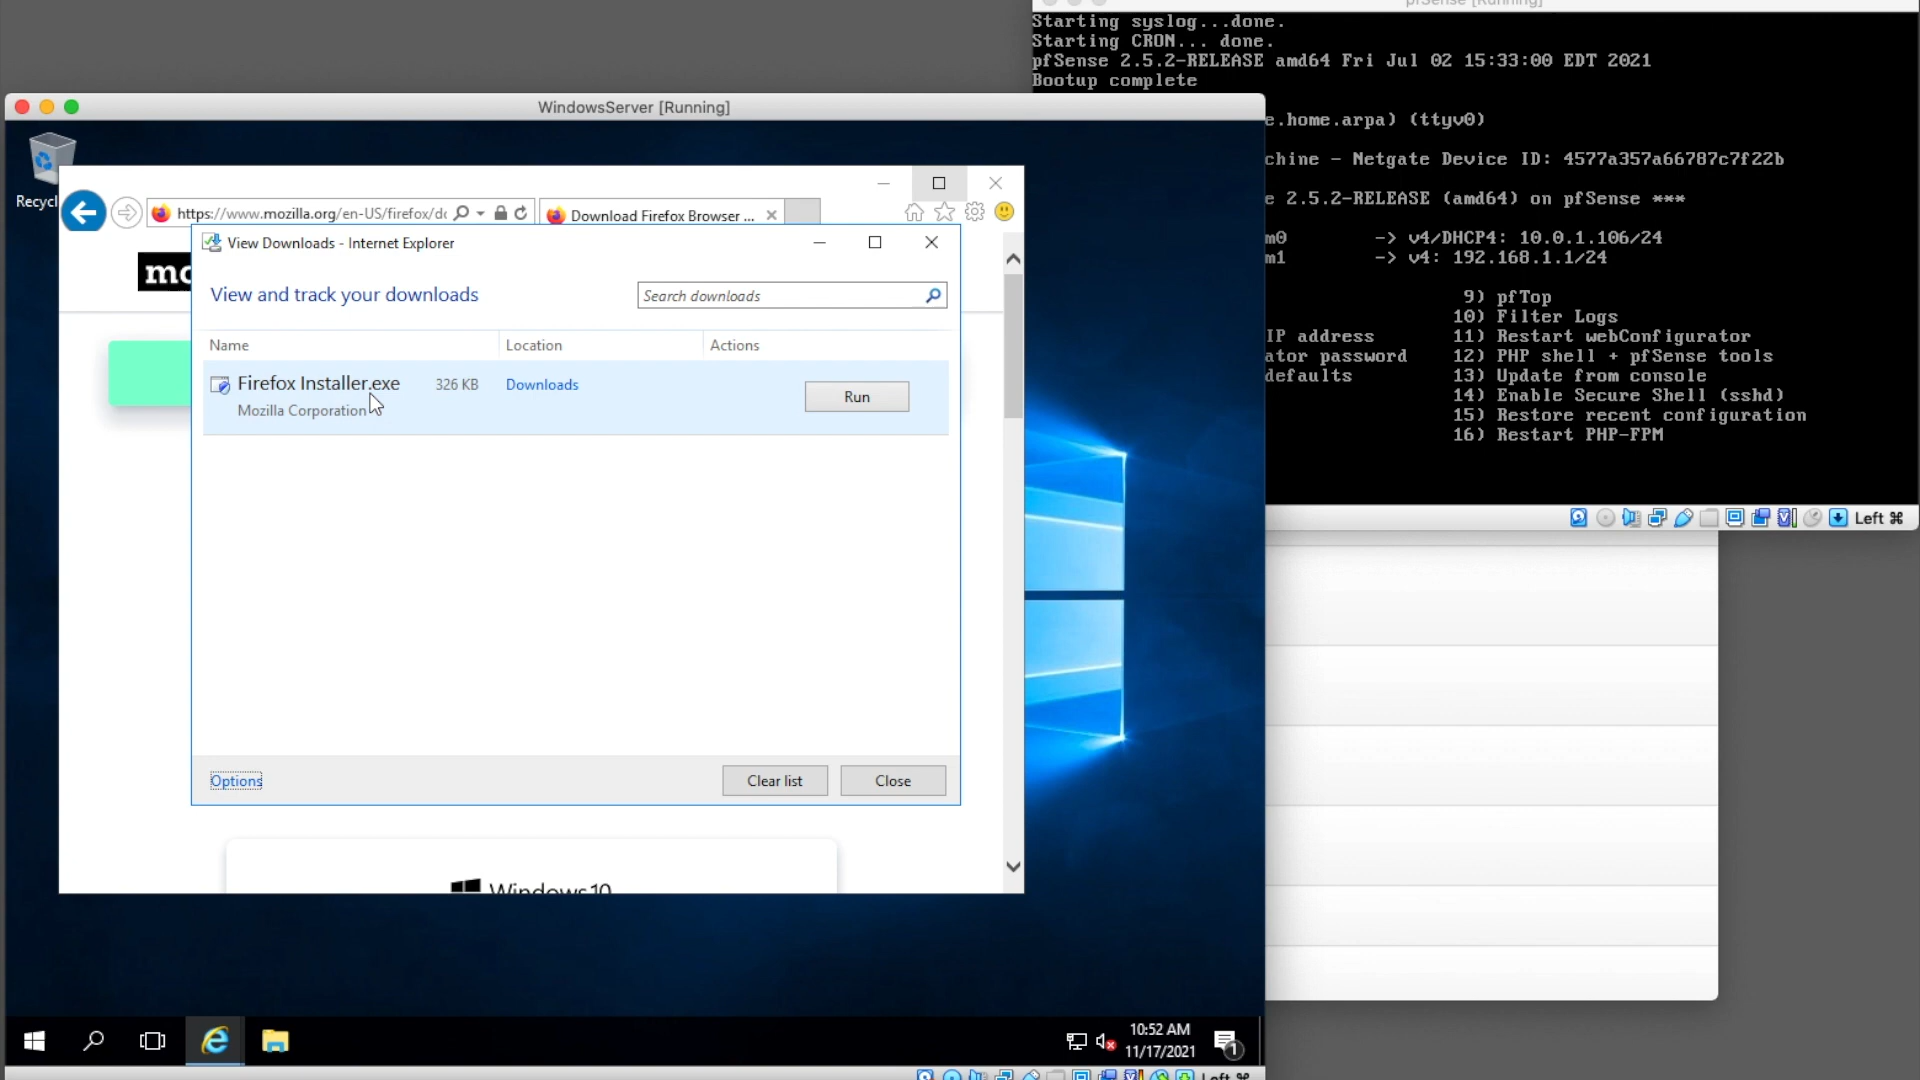 pfSense [Running]
Starting syslog...done.
Starting CRON... done.
pfSense 2.5.2-RELEASE amd64 Fri Jul 02 15:33:00 EDT 2021
Bootup complete
e.home.arpa) (ttyv0)
chine - Netgate Device ID: 4577a357a66787c7f22b
e 2.5.2-RELEASE (amd64) on pfSense ***
m0 -> v4/DHCP4: 10.0.1.106/24
m1 -> v4: 192.168.1.1/24
9) pfTop
10) Filter Logs
IP address 11) Restart webConfigurator
ator password 12) PHP shell + pfSense tools
defaults 13) Update from console
14) Enable Secure Shell (sshd)
15) Restore recent configuration
16) Restart PHP-FPM
Left ⌘
WindowsServer [Running]
Recycl
https://www.mozilla.org/en-US/firefox/do
Download Firefox Browser ...
mo
View Downloads - Internet Explorer
View and track your downloads
Search downloads
Name Location Actions
Firefox Installer.exe 326 KB Downloads
Run
Mozilla Corporation
Options
Clear list
Close
Windows 10
10:52 AM
11/17/2021
1
Left ⌘